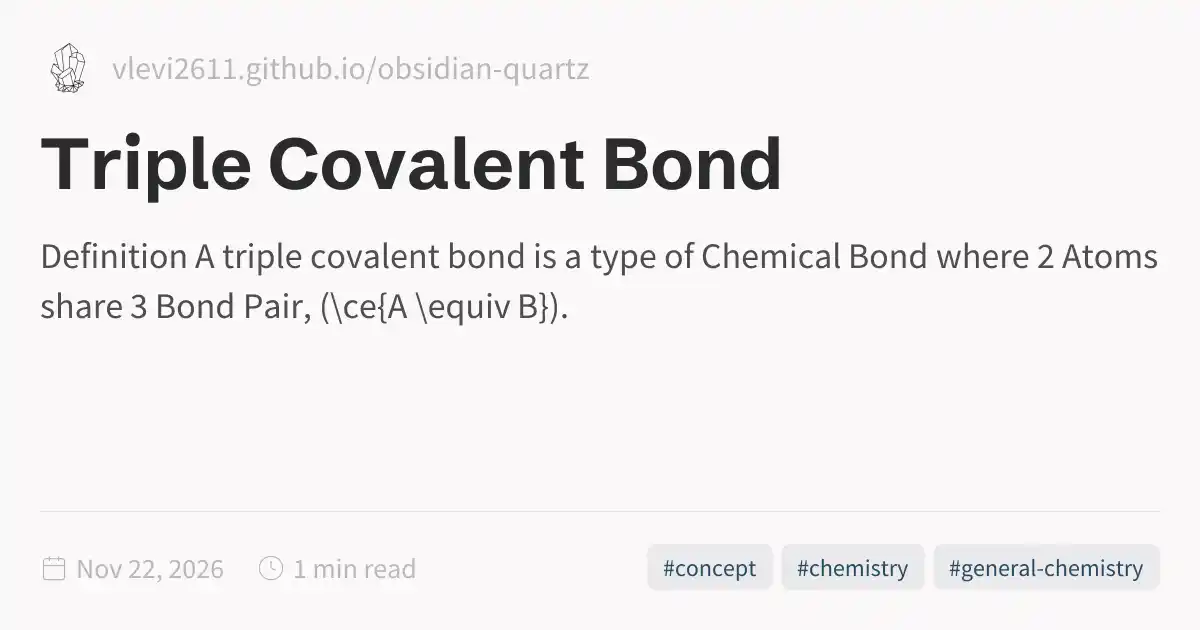 vlevi2611.github.io/obsidian-quartz
Triple Covalent Bond
Definition A triple covalent bond is a type of Chemical Bond where 2 Atoms
share 3 Bond Pair, (\ce{A \equiv B}).
Nov 22, 2026 1 min read #concept #chemistry #general-chemistry